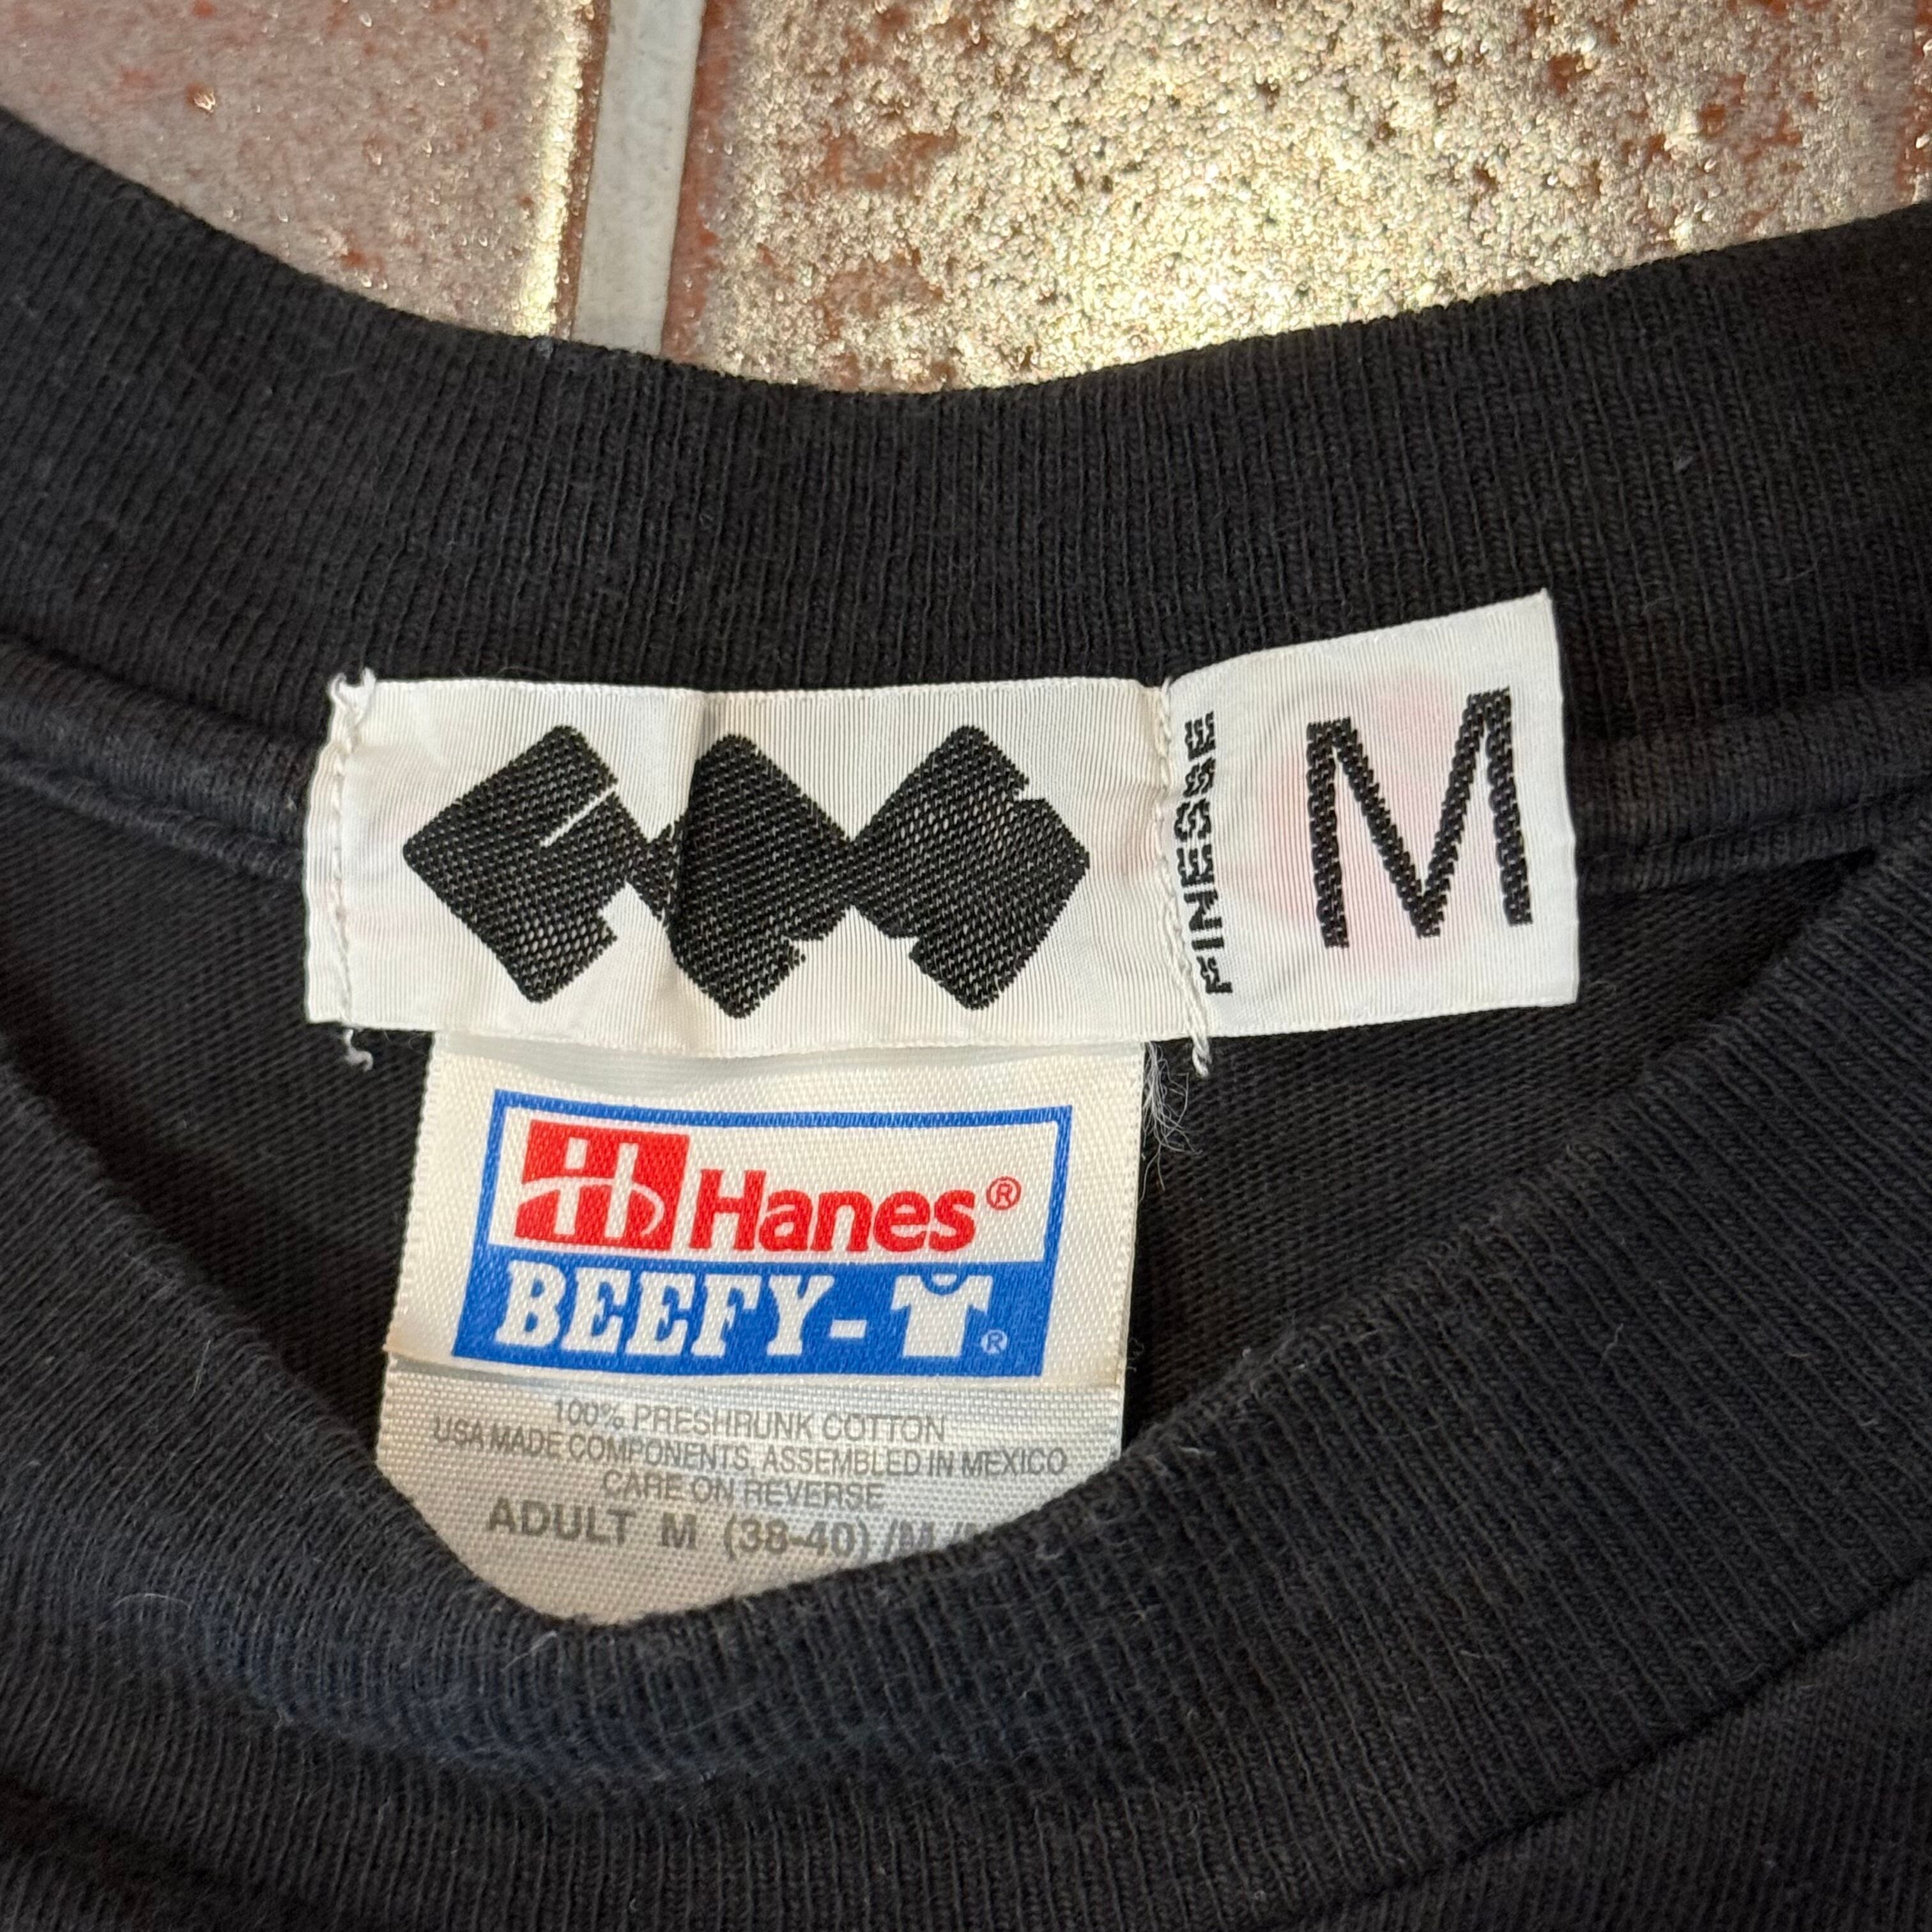 FINESSE
M
Hanes®
BEEFY-T®
100% PRESHRUNK COTTON
USA MADE COMPONENTS, ASSEMBLED IN MEXICO
CARE ON REVERSE
ADULT M (38-40) /M